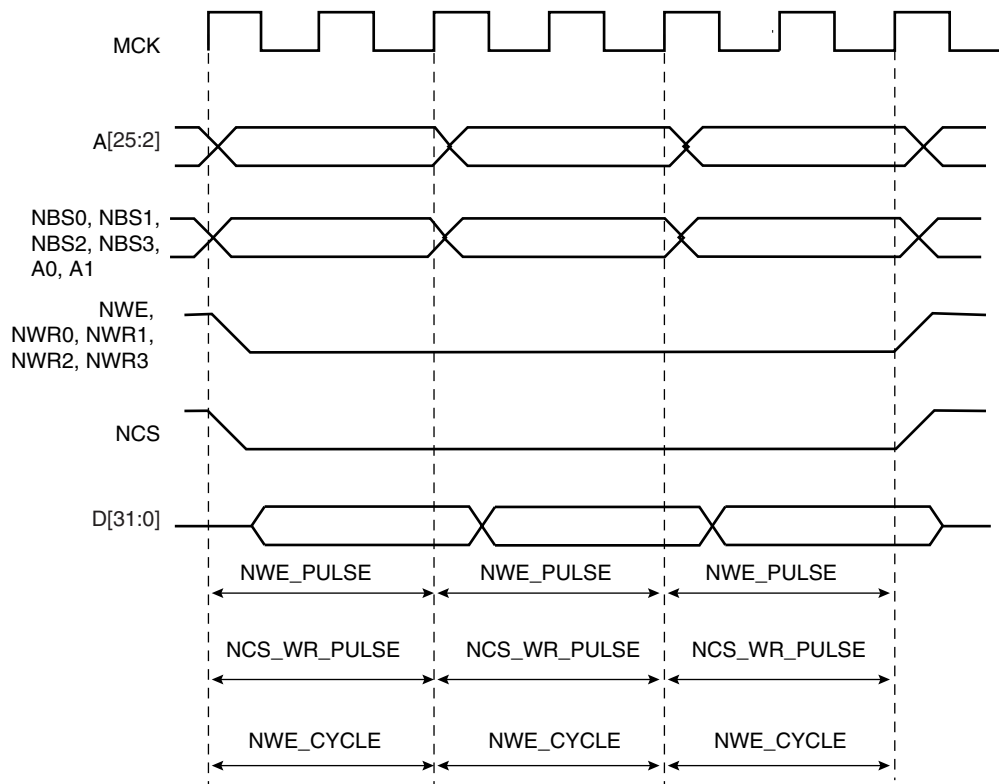 MCK
A[25:2]
NBS0, NBS1,
NBS2, NBS3,
A0, A1
NWE,
NWR0, NWR1,
NWR2, NWR3
NCS
D[31:0]
NWE_PULSE NWE_PULSE NWE_PULSE
NCS_WR_PULSE NCS_WR_PULSE NCS_WR_PULSE
NWE_CYCLE NWE_CYCLE NWE_CYCLE